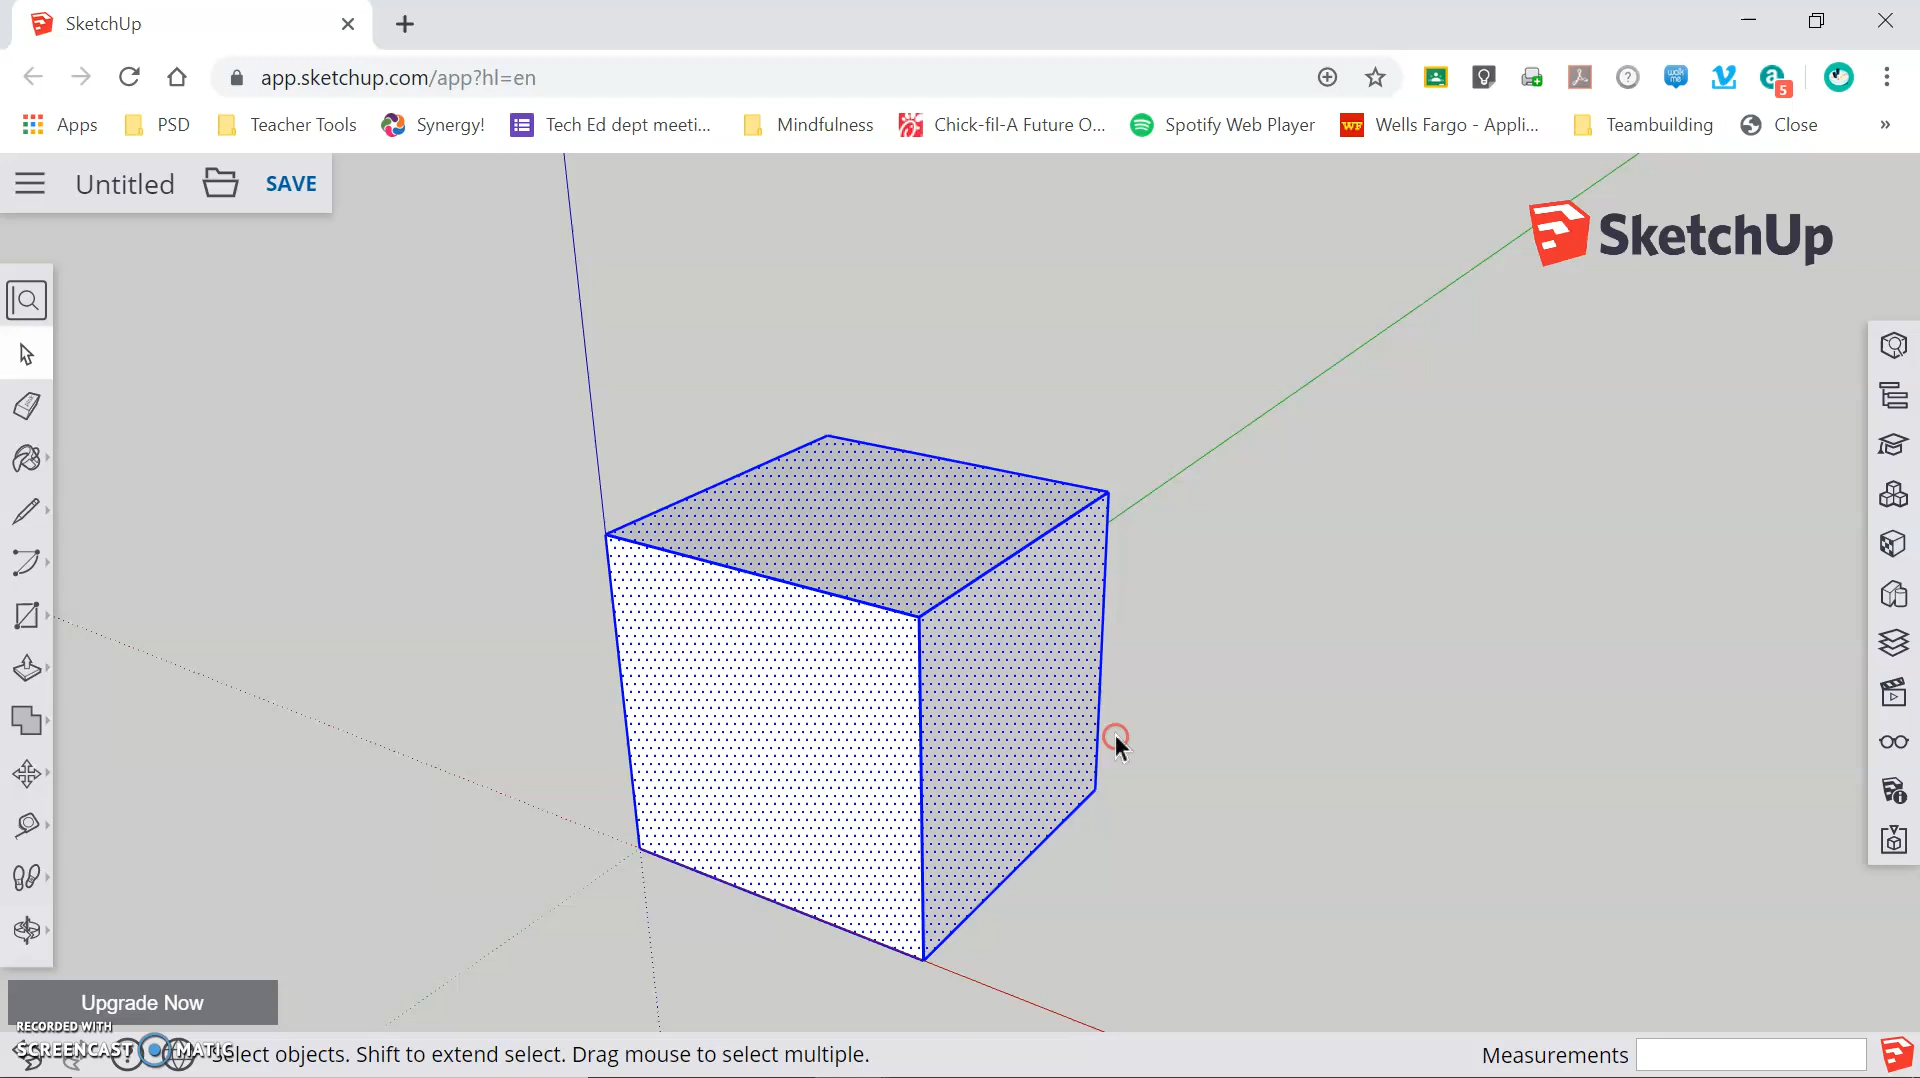 SketchUp
app.sketchup.com/app?hl=en
5
Apps PSD Teacher Tools Synergy! Tech Ed dept meeti... Mindfulness Chick-fil-A Future O... Spotify Web Player WF Wells Fargo - Appli... Teambuilding Close »
Untitled SAVE
SketchUp
Upgrade Now
RECORDED WITH
SCREENCAST MATIC
Select objects. Shift to extend select. Drag mouse to select multiple.
Measurements